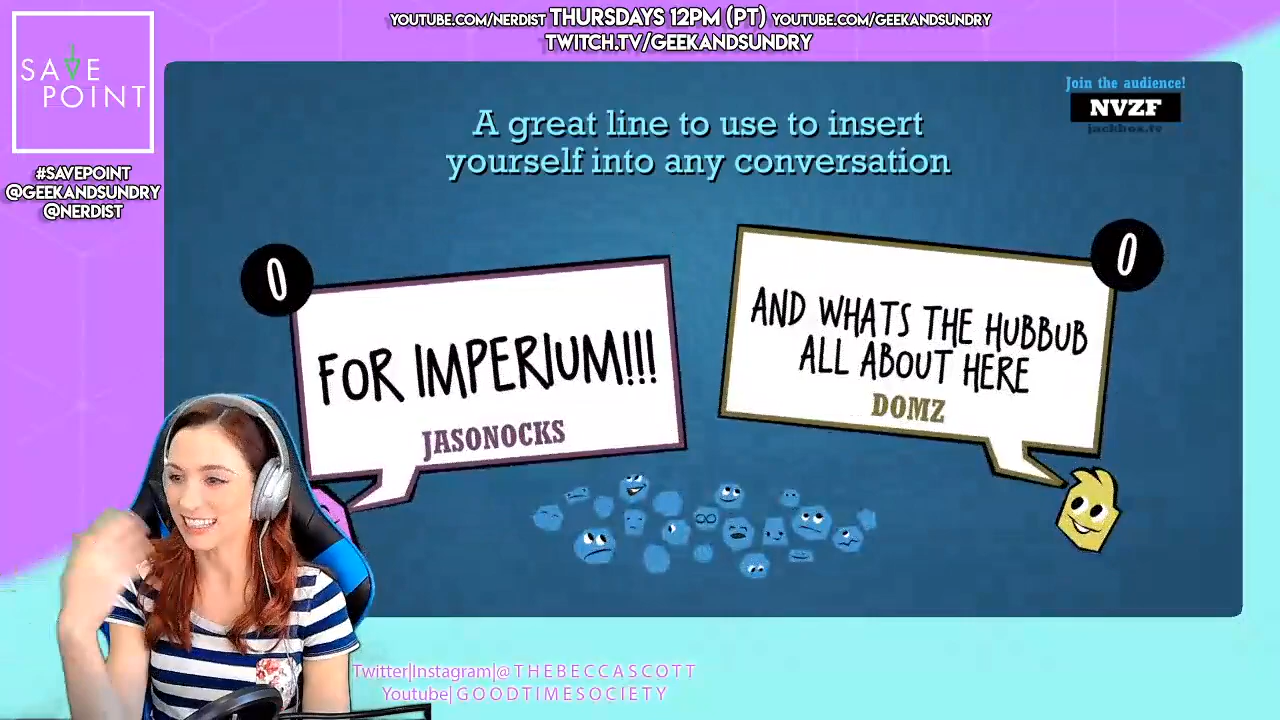 YOUTUBE.COM/NERDIST THURSDAYS 12PM (PT) YOUTUBE.COM/GEEKANDSUNDRY
TWITCH.TV/GEEKANDSUNDRY
SAVE
POINT
#SAVEPOINT
@GEEKANDSUNDRY
@NERDIST
Join the audience!
NVZF
jackbox.tv
A great line to use to insert
yourself into any conversation
0
FOR IMPERIUM!!!
JASONOCKS
0
AND WHATS THE HUBBUB
ALL ABOUT HERE
DOMZ
Twitter|Instagram|@THEBECCASCOTT
Youtube|GOODTIMESOCIETY